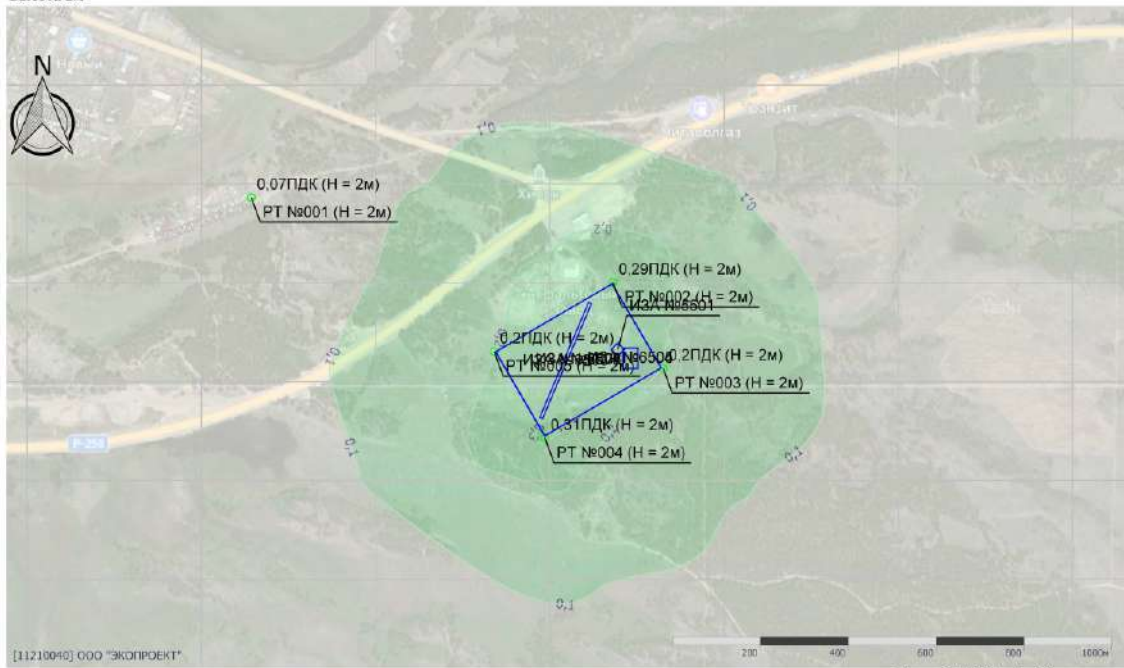 N
0,07ПДК (Н = 2м)
РТ №001 (Н = 2м)
0,1
0,1
0,2
0,29ПДК (Н = 2м)
РТ №002 (Н = 2м)
0,2ПДК (Н = 2м)
0,2ПДК (Н = 2м)
РТ №003 (Н = 2м)
0,1
0,31ПДК (Н = 2м)
РТ №004 (Н = 2м)
Р-258
0,1
0,1
0,1
[11210040] ООО "ЭКОПРОЕКТ"
200 400 600 800 1000м